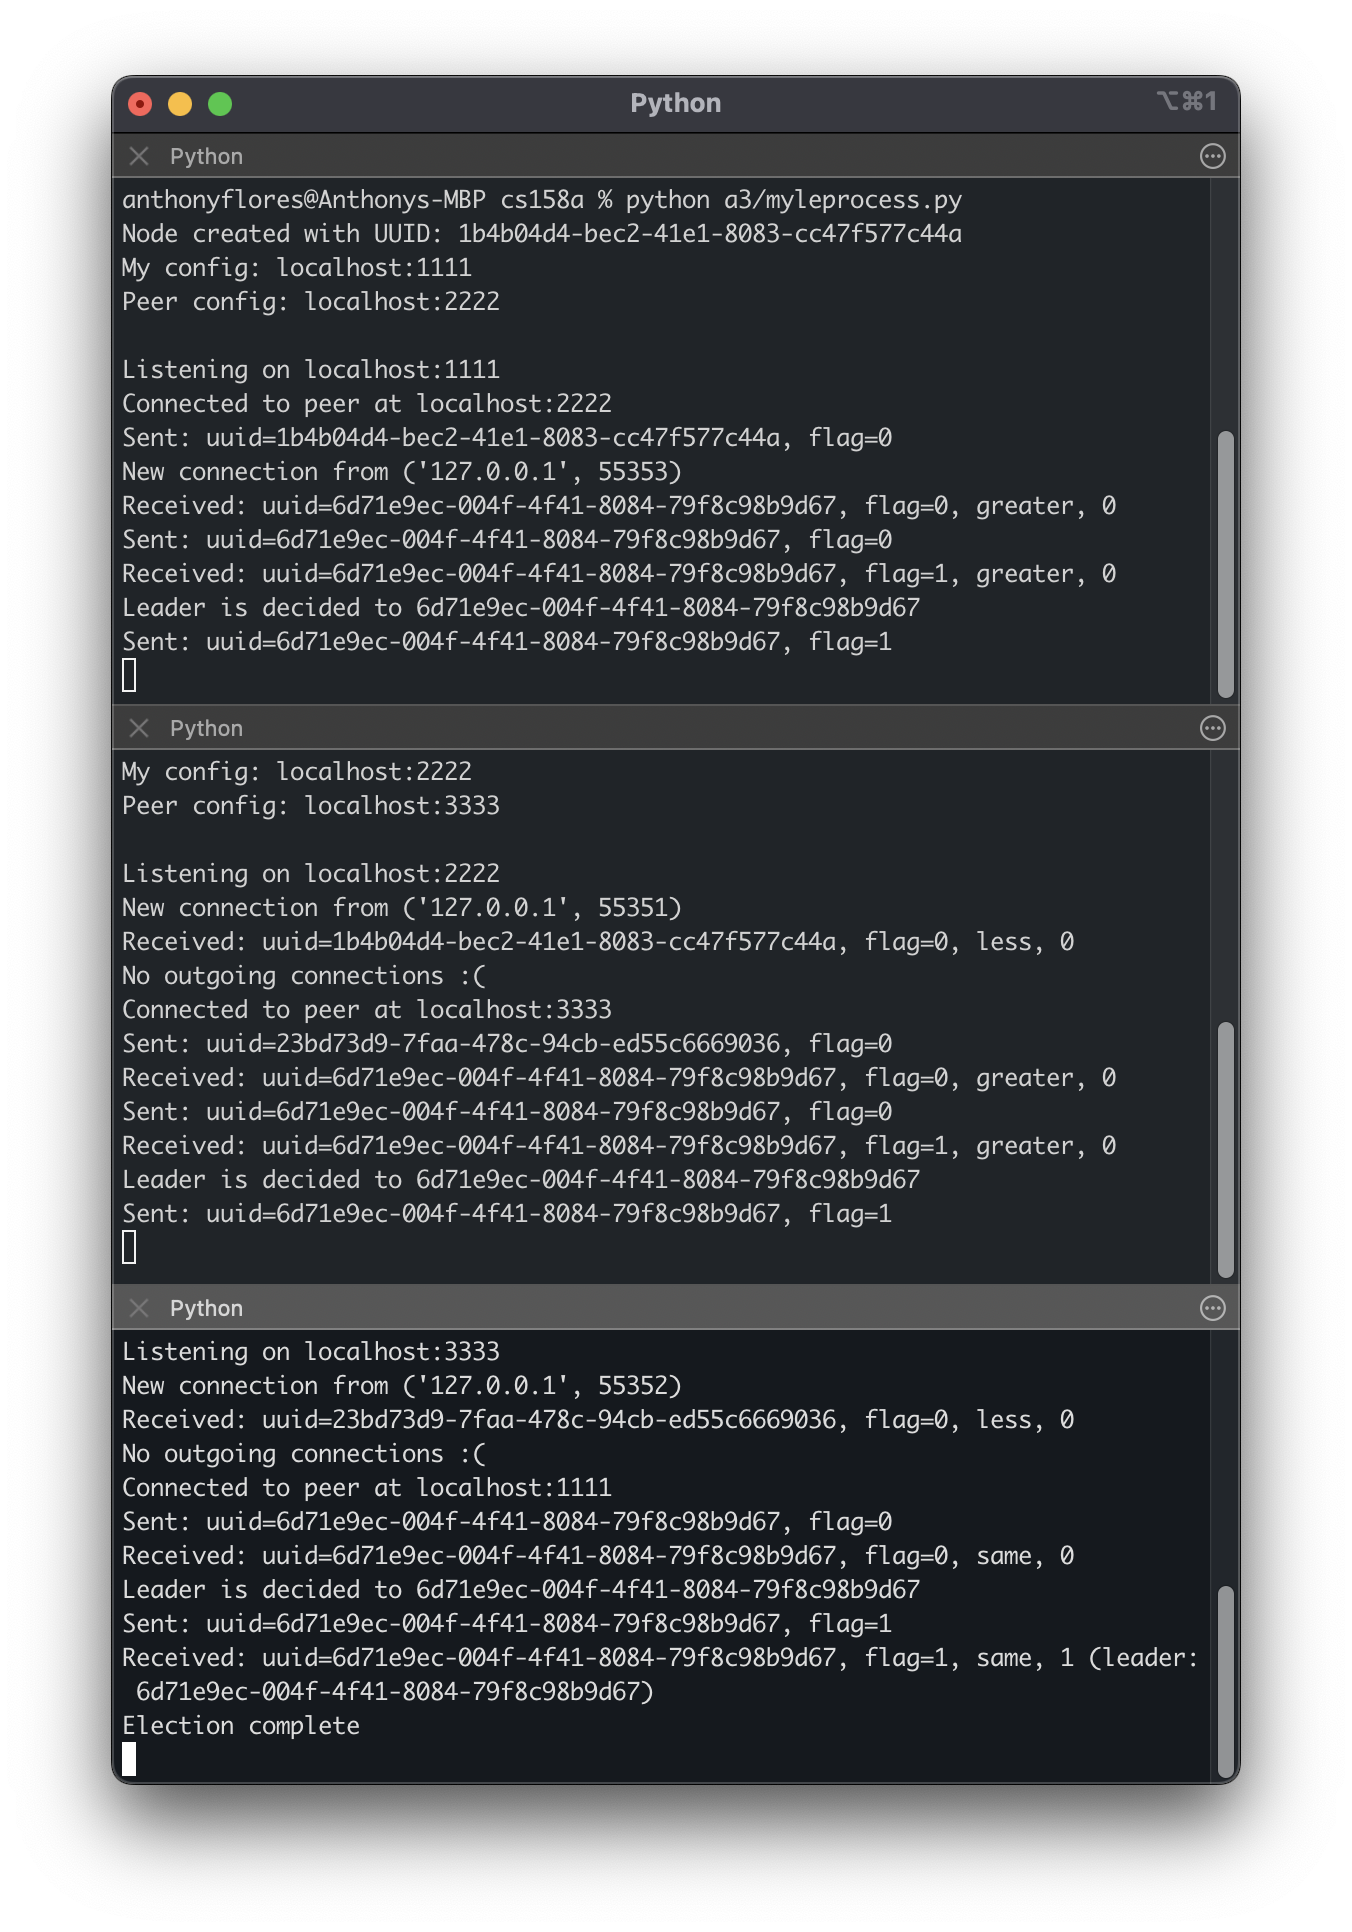 Python
⌥⌘1
Python
anthonyflores@Anthonys-MBP cs158a % python a3/myleprocess.py
Node created with UUID: 1b4b04d4-bec2-41e1-8083-cc47f577c44a
My config: localhost:1111
Peer config: localhost:2222
Listening on localhost:1111
Connected to peer at localhost:2222
Sent: uuid=1b4b04d4-bec2-41e1-8083-cc47f577c44a, flag=0
New connection from ('127.0.0.1', 55353)
Received: uuid=6d71e9ec-004f-4f41-8084-79f8c98b9d67, flag=0, greater, 0
Sent: uuid=6d71e9ec-004f-4f41-8084-79f8c98b9d67, flag=0
Received: uuid=6d71e9ec-004f-4f41-8084-79f8c98b9d67, flag=1, greater, 0
Leader is decided to 6d71e9ec-004f-4f41-8084-79f8c98b9d67
Sent: uuid=6d71e9ec-004f-4f41-8084-79f8c98b9d67, flag=1
Python
My config: localhost:2222
Peer config: localhost:3333
Listening on localhost:2222
New connection from ('127.0.0.1', 55351)
Received: uuid=1b4b04d4-bec2-41e1-8083-cc47f577c44a, flag=0, less, 0
No outgoing connections :(
Connected to peer at localhost:3333
Sent: uuid=23bd73d9-7faa-478c-94cb-ed55c6669036, flag=0
Received: uuid=6d71e9ec-004f-4f41-8084-79f8c98b9d67, flag=0, greater, 0
Sent: uuid=6d71e9ec-004f-4f41-8084-79f8c98b9d67, flag=0
Received: uuid=6d71e9ec-004f-4f41-8084-79f8c98b9d67, flag=1, greater, 0
Leader is decided to 6d71e9ec-004f-4f41-8084-79f8c98b9d67
Sent: uuid=6d71e9ec-004f-4f41-8084-79f8c98b9d67, flag=1
Python
Listening on localhost:3333
New connection from ('127.0.0.1', 55352)
Received: uuid=23bd73d9-7faa-478c-94cb-ed55c6669036, flag=0, less, 0
No outgoing connections :(
Connected to peer at localhost:1111
Sent: uuid=6d71e9ec-004f-4f41-8084-79f8c98b9d67, flag=0
Received: uuid=6d71e9ec-004f-4f41-8084-79f8c98b9d67, flag=0, same, 0
Leader is decided to 6d71e9ec-004f-4f41-8084-79f8c98b9d67
Sent: uuid=6d71e9ec-004f-4f41-8084-79f8c98b9d67, flag=1
Received: uuid=6d71e9ec-004f-4f41-8084-79f8c98b9d67, flag=1, same, 1 (leader:
6d71e9ec-004f-4f41-8084-79f8c98b9d67)
Election complete